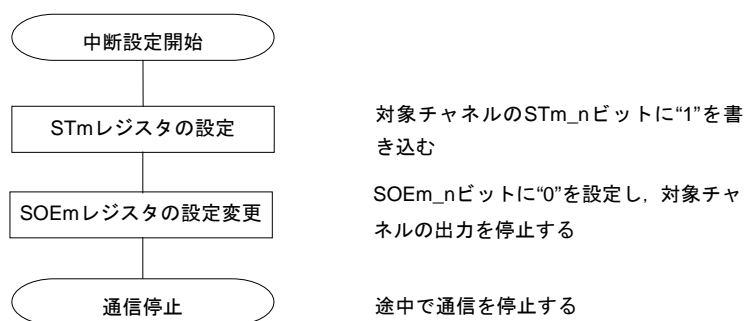 中断設定開始
STmレジスタの設定
対象チャネルのSTm_nビットに“1”を書
き込む
SOEmレジスタの設定変更
SOEm_nビットに“0”を設定し，対象チャ
ネルの出力を停止する
通信停止
途中で通信を停止する